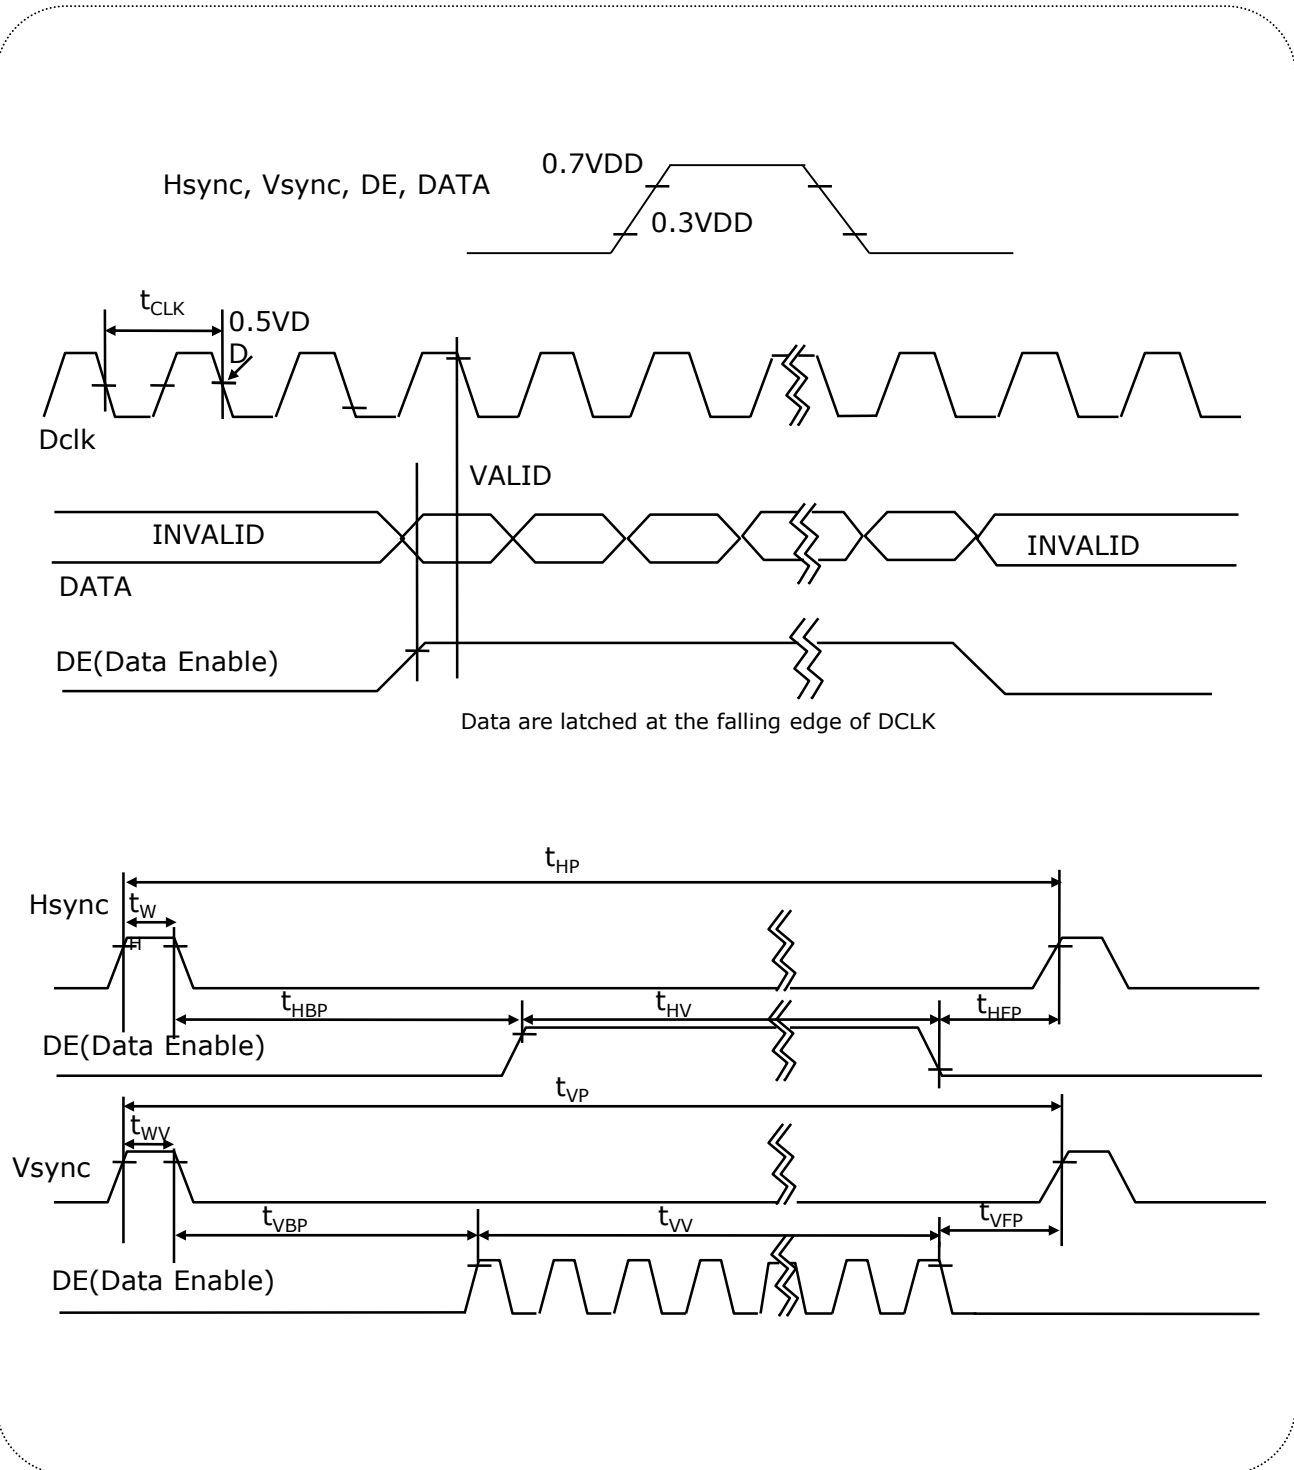 0.7VDD
Hsync, Vsync, DE, DATA
0.3VDD
tCLK
0.5VD
D
Dclk
VALID
INVALID
INVALID
DATA
DE(Data Enable)
Data are latched at the falling edge of DCLK
tHP
Hsync
tW
H
tHBP
tHV
tHFP
DE(Data Enable)
tVP
tWV
Vsync
tVBP
tVV
tVFP
DE(Data Enable)